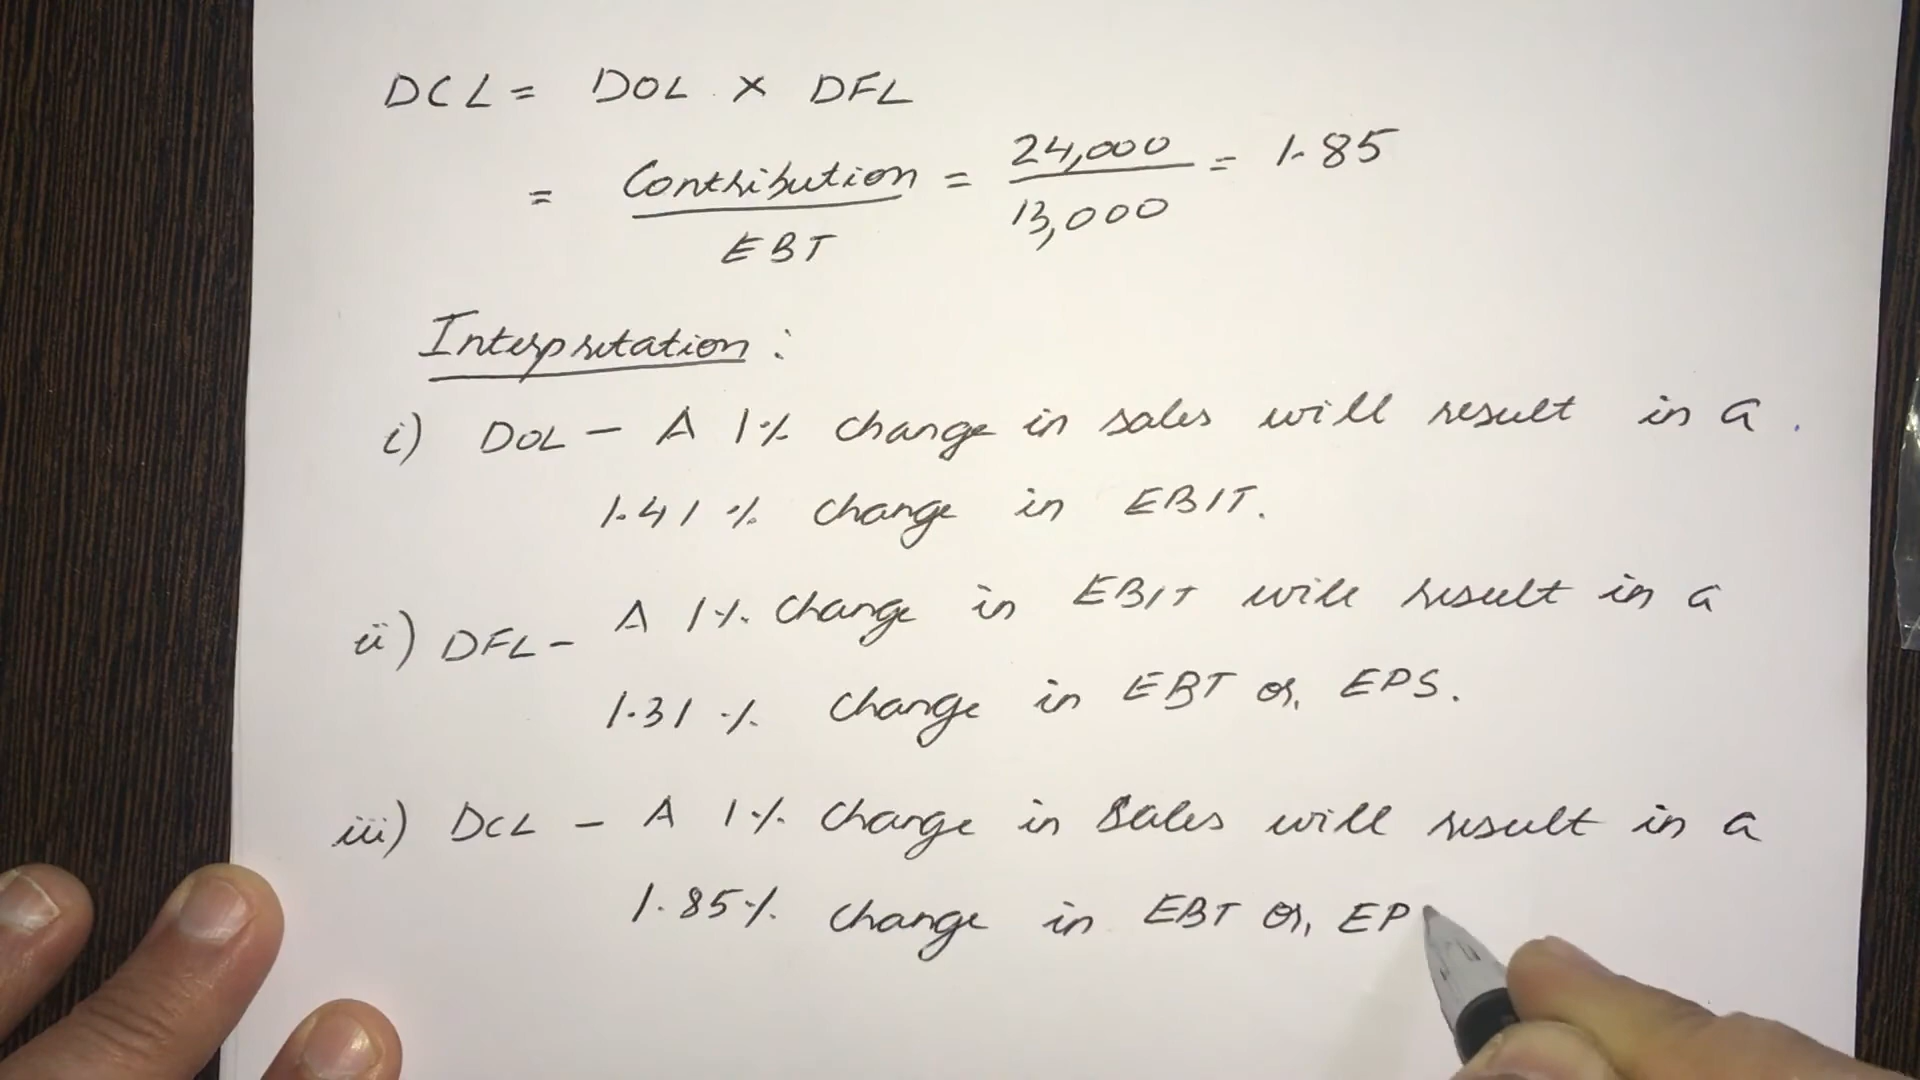 DCL = DOL × DFL
= Contribution / EBT = 24,000 / 13,000 = 1.85
Interpretation :
i) DOL – A 1% change in sales will result in a
1.41 % change in EBIT.
ii) DFL – A 1% change in EBIT will result in a
1.31 % change in EBT or, EPS.
iii) DCL – A 1% change in Sales will result in a
1.85% change in EBT or, EP